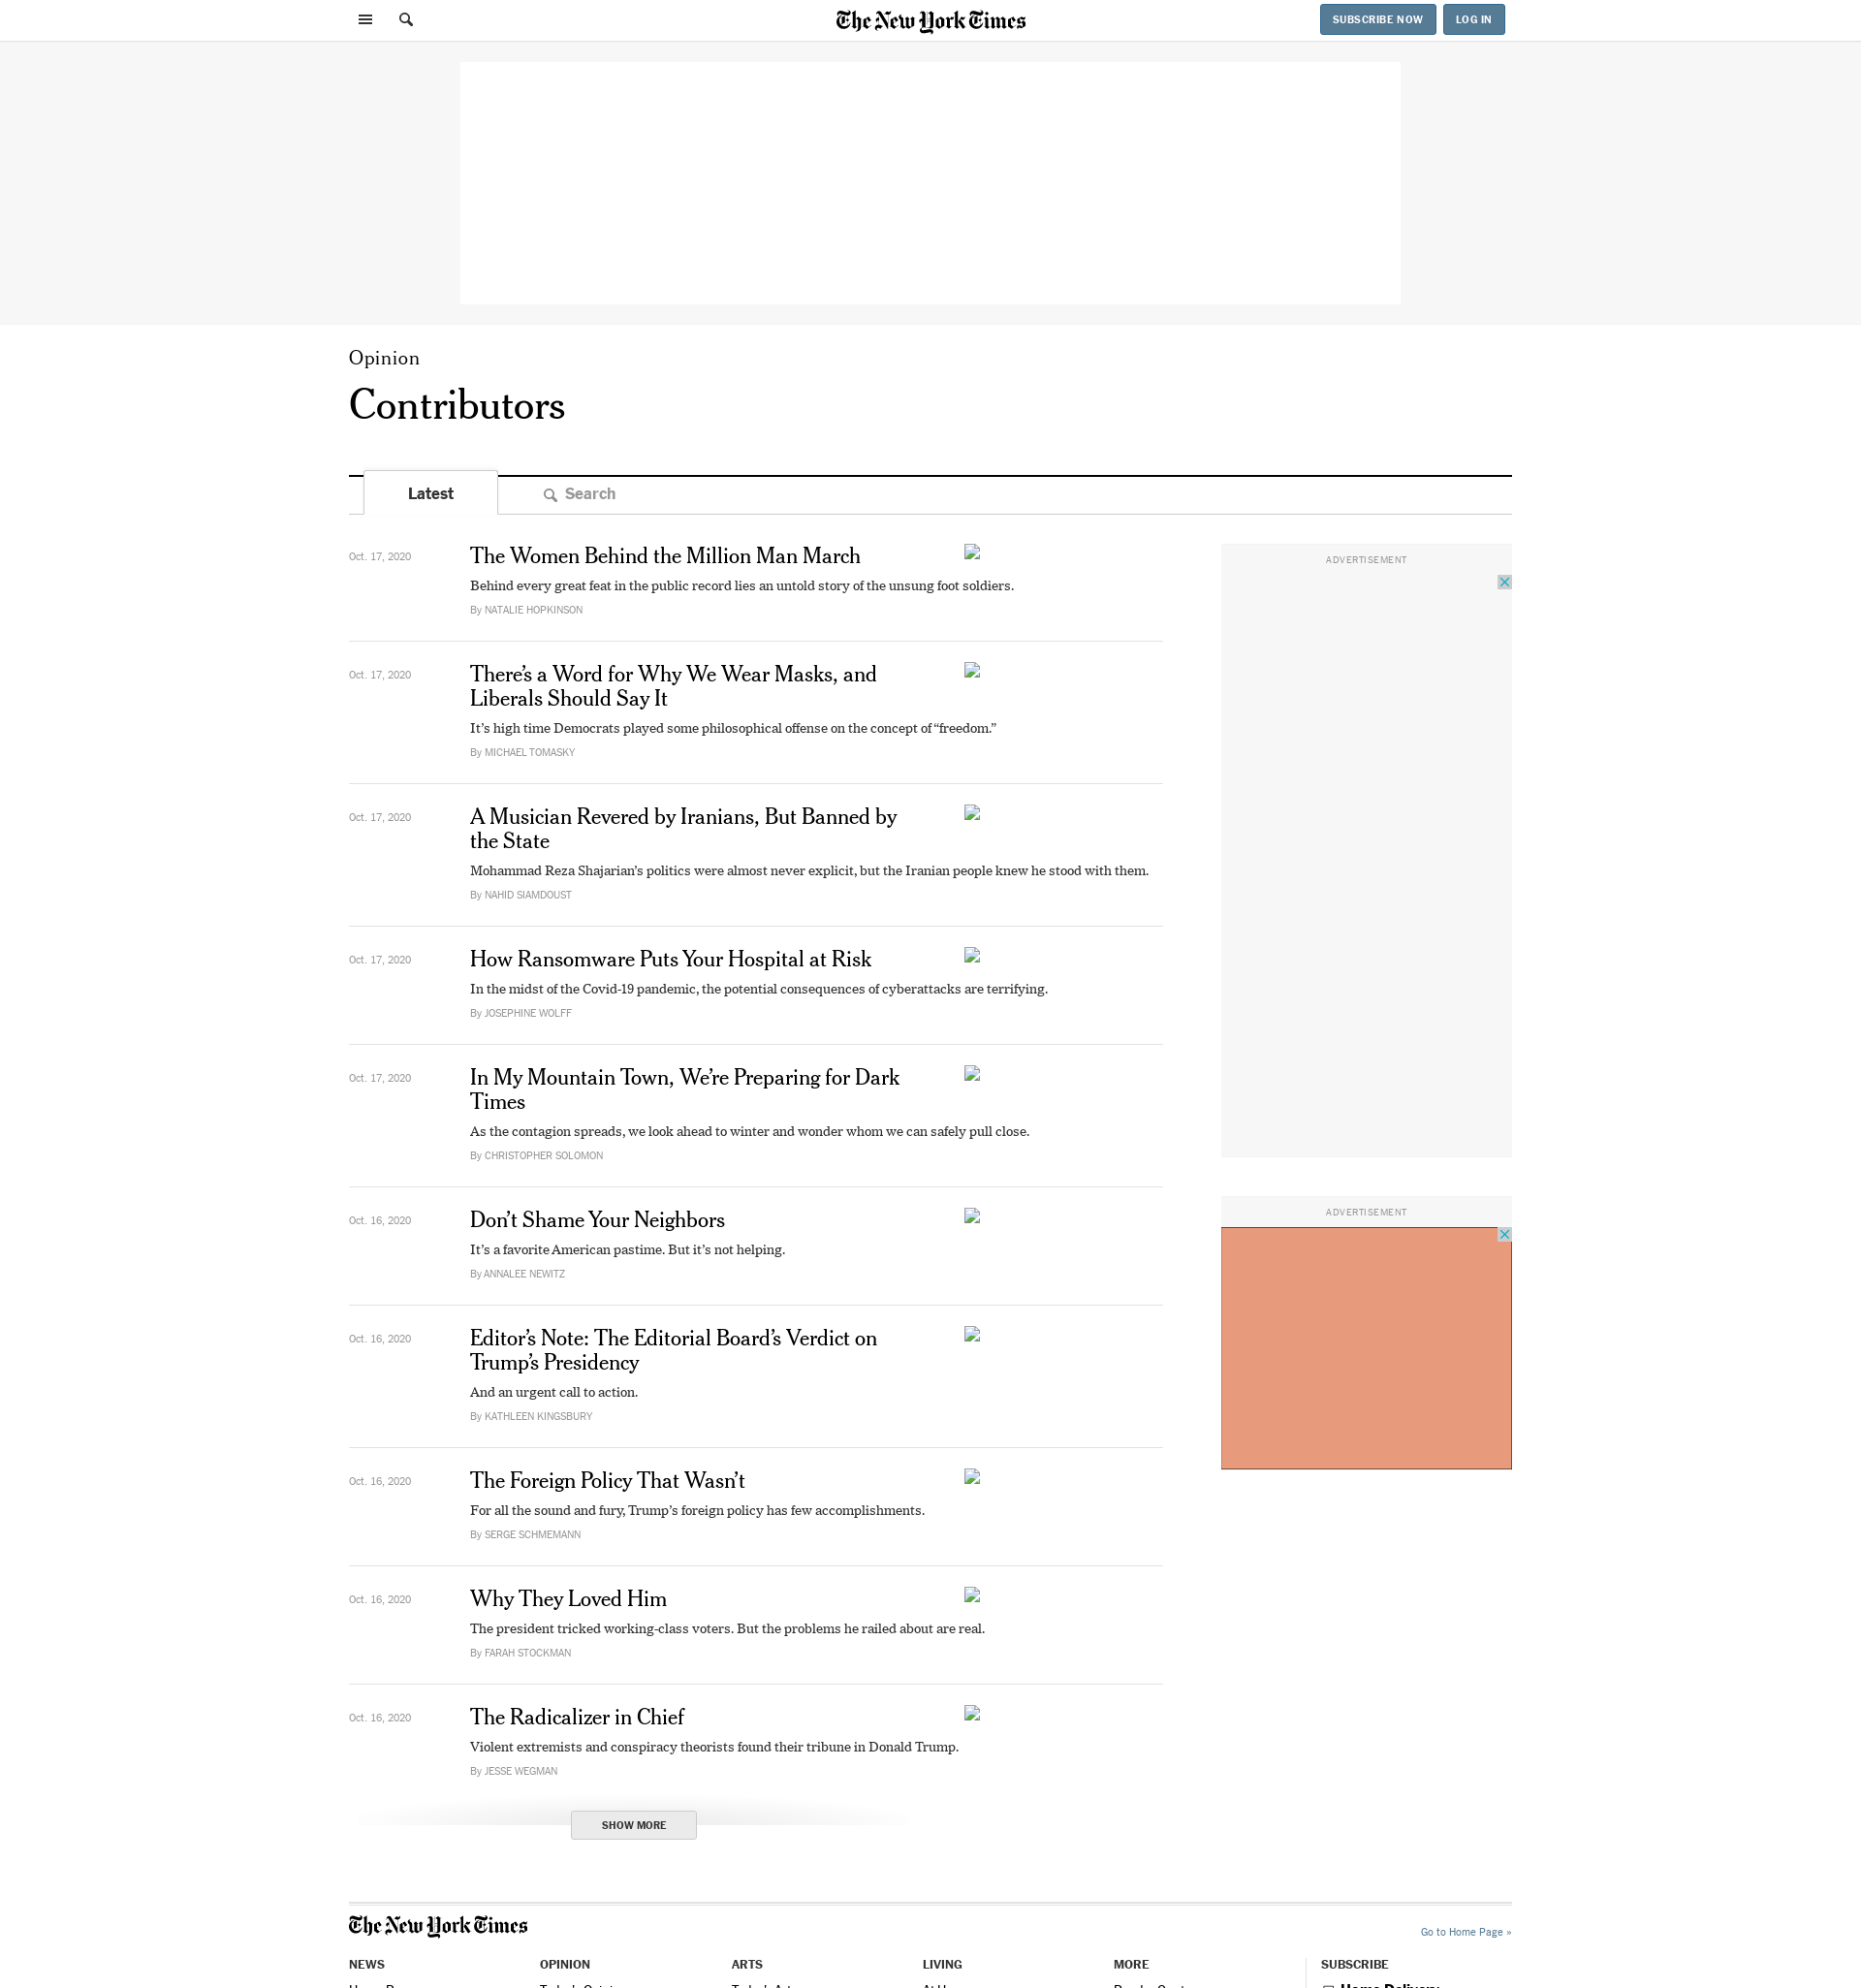 The New York Times
SUBSCRIBE NOW
LOG IN
Opinion
Contributors
Latest
Search
Oct. 17, 2020
The Women Behind the Million Man March
Behind every great feat in the public record lies an untold story of the unsung foot soldiers.
By NATALIE HOPKINSON
ADVERTISEMENT
Oct. 17, 2020
There’s a Word for Why We Wear Masks, and
Liberals Should Say It
It’s high time Democrats played some philosophical offense on the concept of “freedom.”
By MICHAEL TOMASKY
Oct. 17, 2020
A Musician Revered by Iranians, But Banned by
the State
Mohammad Reza Shajarian’s politics were almost never explicit, but the Iranian people knew he stood with them.
By NAHID SIAMDOUST
Oct. 17, 2020
How Ransomware Puts Your Hospital at Risk
In the midst of the Covid-19 pandemic, the potential consequences of cyberattacks are terrifying.
By JOSEPHINE WOLFF
Oct. 17, 2020
In My Mountain Town, We’re Preparing for Dark
Times
As the contagion spreads, we look ahead to winter and wonder whom we can safely pull close.
By CHRISTOPHER SOLOMON
Oct. 16, 2020
Don’t Shame Your Neighbors
It’s a favorite American pastime. But it’s not helping.
By ANNALEE NEWITZ
ADVERTISEMENT
Oct. 16, 2020
Editor’s Note: The Editorial Board’s Verdict on
Trump’s Presidency
And an urgent call to action.
By KATHLEEN KINGSBURY
Oct. 16, 2020
The Foreign Policy That Wasn’t
For all the sound and fury, Trump’s foreign policy has few accomplishments.
By SERGE SCHMEMANN
Oct. 16, 2020
Why They Loved Him
The president tricked working-class voters. But the problems he railed about are real.
By FARAH STOCKMAN
Oct. 16, 2020
The Radicalizer in Chief
Violent extremists and conspiracy theorists found their tribune in Donald Trump.
By JESSE WEGMAN
SHOW MORE
The New York Times
Go to Home Page »
NEWS
OPINION
ARTS
LIVING
MORE
SUBSCRIBE